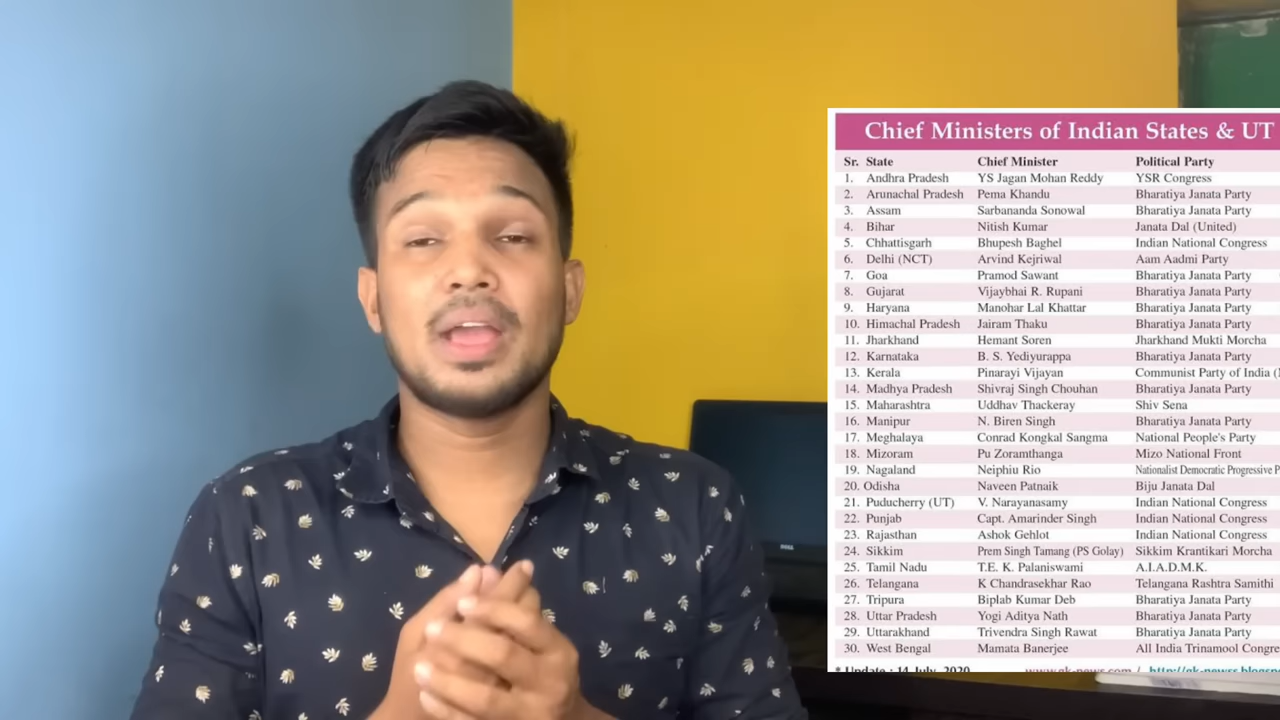 Chief Ministers of Indian States & UT
Sr. State Chief Minister Political Party
1. Andhra Pradesh YS Jagan Mohan Reddy YSR Congress
2. Arunachal Pradesh Pema Khandu Bharatiya Janata Party
3. Assam Sarbananda Sonowal Bharatiya Janata Party
4. Bihar Nitish Kumar Janata Dal (United)
5. Chhattisgarh Bhupesh Baghel Indian National Congress
6. Delhi (NCT) Arvind Kejriwal Aam Aadmi Party
7. Goa Pramod Sawant Bharatiya Janata Party
8. Gujarat Vijaybhai R. Rupani Bharatiya Janata Party
9. Haryana Manohar Lal Khattar Bharatiya Janata Party
10. Himachal Pradesh Jairam Thaku Bharatiya Janata Party
11. Jharkhand Hemant Soren Jharkhand Mukti Morcha
12. Karnataka B. S. Yediyurappa Bharatiya Janata Party
13. Kerala Pinarayi Vijayan Communist Party of India
14. Madhya Pradesh Shivraj Singh Chouhan Bharatiya Janata Party
15. Maharashtra Uddhav Thackeray Shiv Sena
16. Manipur N. Biren Singh Bharatiya Janata Party
17. Meghalaya Conrad Kongkal Sangma National People's Party
18. Mizoram Pu Zoramthanga Mizo National Front
19. Nagaland Neiphiu Rio Nationalist Democratic Progressive
20. Odisha Naveen Patnaik Biju Janata Dal
21. Puducherry (UT) V. Narayanasamy Indian National Congress
22. Punjab Capt. Amarinder Singh Indian National Congress
23. Rajasthan Ashok Gehlot Indian National Congress
24. Sikkim Prem Singh Tamang (PS Golay) Sikkim Krantikari Morcha
25. Tamil Nadu T.E. K. Palaniswami A.I.A.D.M.K.
26. Telangana K Chandrasekhar Rao Telangana Rashtra Samithi
27. Tripura Biplab Kumar Deb Bharatiya Janata Party
28. Uttar Pradesh Yogi Aditya Nath Bharatiya Janata Party
29. Uttarakhand Trivendra Singh Rawat Bharatiya Janata Party
30. West Bengal Mamata Banerjee All India Trinamool Congre
* Update : 14 July, 2020 www.gk-newr.com /
DELL